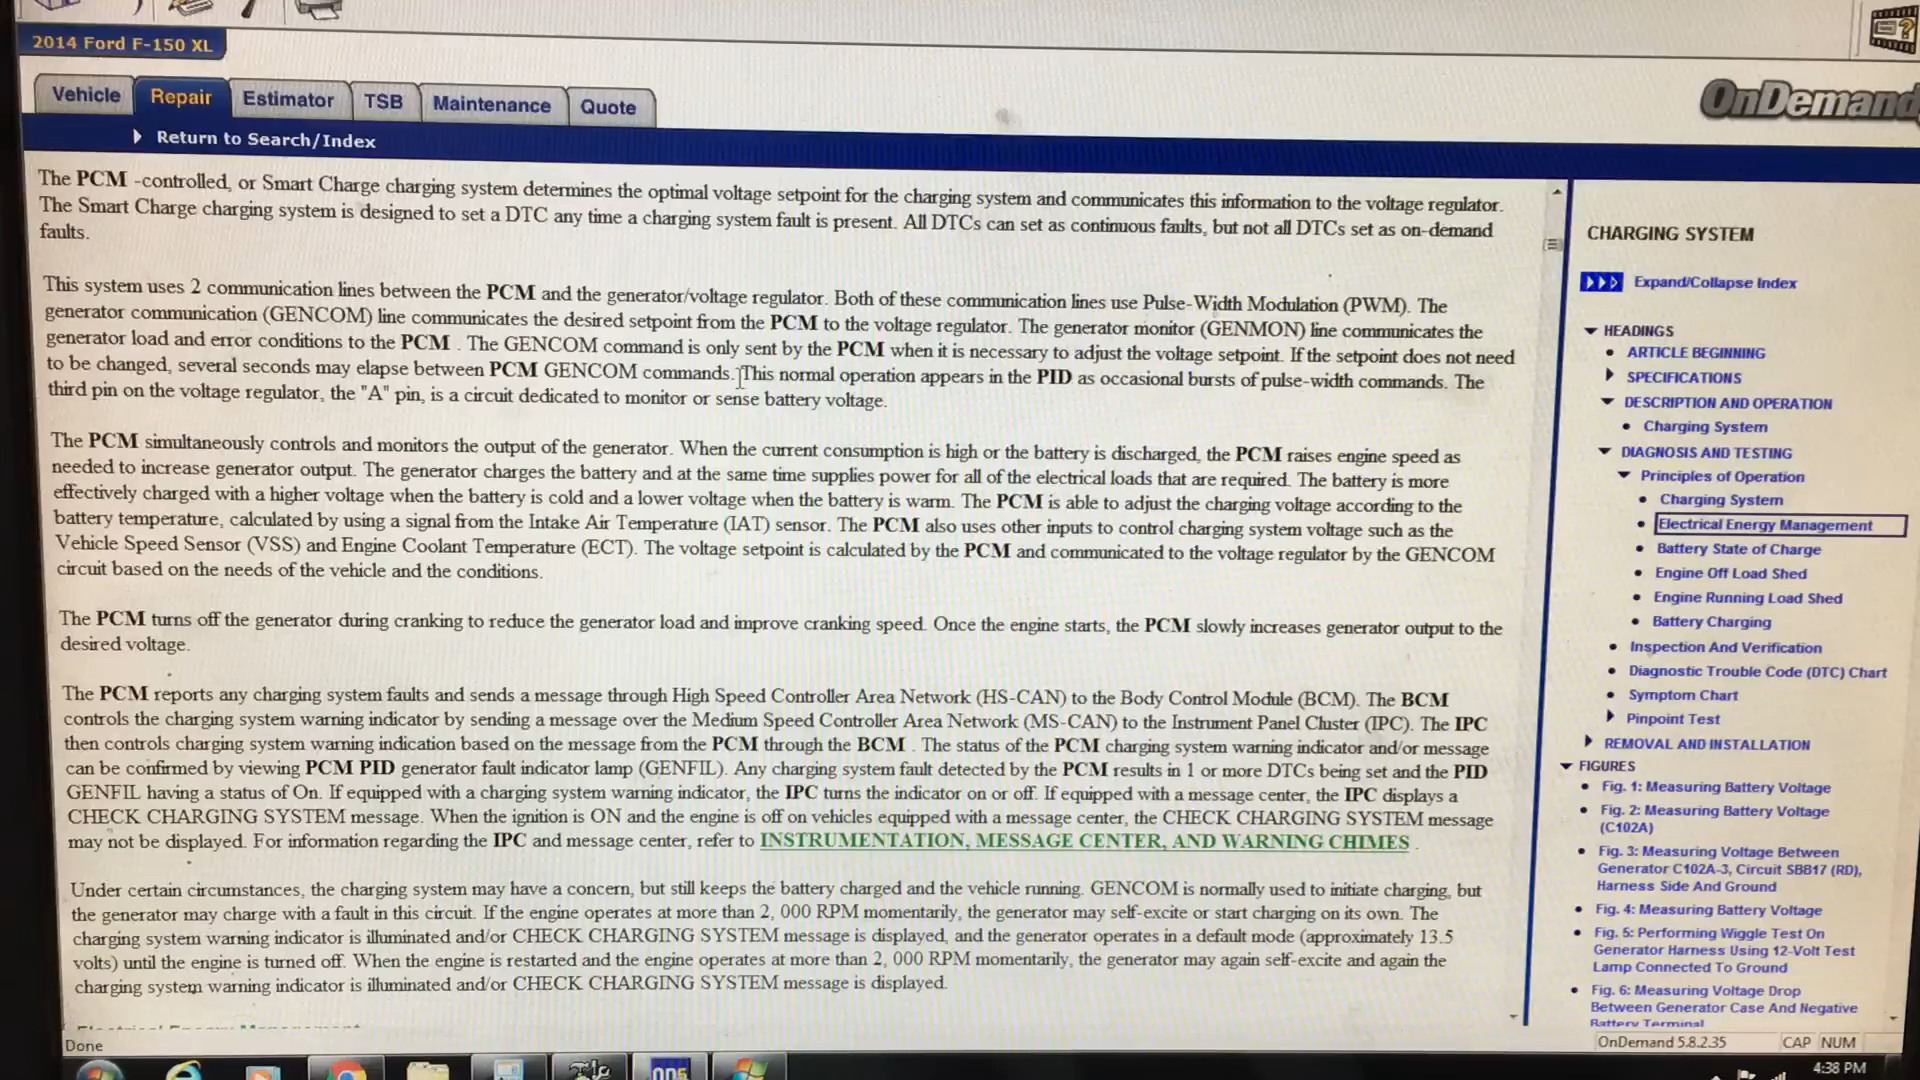 2014 Ford F-150 XL
Vehicle Repair Estimator TSB Maintenance Quote
OnDemand
Return to Search/Index
The PCM -controlled, or Smart Charge charging system determines the optimal voltage setpoint for the charging system and communicates this information to the voltage regulator.
The Smart Charge charging system is designed to set a DTC any time a charging system fault is present. All DTCs can set as continuous faults, but not all DTCs set as on-demand
faults.
This system uses 2 communication lines between the PCM and the generator/voltage regulator. Both of these communication lines use Pulse-Width Modulation (PWM). The
generator communication (GENCOM) line communicates the desired setpoint from the PCM to the voltage regulator. The generator monitor (GENMON) line communicates the
generator load and error conditions to the PCM . The GENCOM command is only sent by the PCM when it is necessary to adjust the voltage setpoint. If the setpoint does not need
to be changed, several seconds may elapse between PCM GENCOM commands. This normal operation appears in the PID as occasional bursts of pulse-width commands. The
third pin on the voltage regulator, the "A" pin, is a circuit dedicated to monitor or sense battery voltage.
The PCM simultaneously controls and monitors the output of the generator. When the current consumption is high or the battery is discharged, the PCM raises engine speed as
needed to increase generator output. The generator charges the battery and at the same time supplies power for all of the electrical loads that are required. The battery is more
effectively charged with a higher voltage when the battery is cold and a lower voltage when the battery is warm. The PCM is able to adjust the charging voltage according to the
battery temperature, calculated by using a signal from the Intake Air Temperature (IAT) sensor. The PCM also uses other inputs to control charging system voltage such as the
Vehicle Speed Sensor (VSS) and Engine Coolant Temperature (ECT). The voltage setpoint is calculated by the PCM and communicated to the voltage regulator by the GENCOM
circuit based on the needs of the vehicle and the conditions.
The PCM turns off the generator during cranking to reduce the generator load and improve cranking speed. Once the engine starts, the PCM slowly increases generator output to the
desired voltage.
The PCM reports any charging system faults and sends a message through High Speed Controller Area Network (HS-CAN) to the Body Control Module (BCM). The BCM
controls the charging system warning indicator by sending a message over the Medium Speed Controller Area Network (MS-CAN) to the Instrument Panel Cluster (IPC). The IPC
then controls charging system warning indication based on the message from the PCM through the BCM . The status of the PCM charging system warning indicator and/or message
can be confirmed by viewing PCM PID generator fault indicator lamp (GENFIL). Any charging system fault detected by the PCM results in 1 or more DTCs being set and the PID
GENFIL having a status of On. If equipped with a charging system warning indicator, the IPC turns the indicator on or off. If equipped with a message center, the IPC displays a
CHECK CHARGING SYSTEM message. When the ignition is ON and the engine is off on vehicles equipped with a message center, the CHECK CHARGING SYSTEM message
may not be displayed. For information regarding the IPC and message center, refer to INSTRUMENTATION, MESSAGE CENTER, AND WARNING CHIMES .
Under certain circumstances, the charging system may have a concern, but still keeps the battery charged and the vehicle running. GENCOM is normally used to initiate charging, but
the generator may charge with a fault in this circuit. If the engine operates at more than 2, 000 RPM momentarily, the generator may self-excite or start charging on its own. The
charging system warning indicator is illuminated and/or CHECK CHARGING SYSTEM message is displayed, and the generator operates in a default mode (approximately 13.5
volts) until the engine is turned off. When the engine is restarted and the engine operates at more than 2, 000 RPM momentarily, the generator may again self-excite and again the
charging system warning indicator is illuminated and/or CHECK CHARGING SYSTEM message is displayed.
CHARGING SYSTEM
Expand/Collapse Index
HEADINGS
ARTICLE BEGINNING
SPECIFICATIONS
DESCRIPTION AND OPERATION
Charging System
DIAGNOSIS AND TESTING
Principles of Operation
Charging System
Electrical Energy Management
Battery State of Charge
Engine Off Load Shed
Engine Running Load Shed
Battery Charging
Inspection And Verification
Diagnostic Trouble Code (DTC) Chart
Symptom Chart
Pinpoint Test
REMOVAL AND INSTALLATION
FIGURES
Fig. 1: Measuring Battery Voltage
Fig. 2: Measuring Battery Voltage
(C102A)
Fig. 3: Measuring Voltage Between
Generator C102A-3, Circuit SBB17 (RD),
Harness Side And Ground
Fig. 4: Measuring Battery Voltage
Fig. 5: Performing Wiggle Test On
Generator Harness Using 12-Volt Test
Lamp Connected To Ground
Fig. 6: Measuring Voltage Drop
Between Generator Case And Negative
Battery Terminal
Done
OnDemand 5.8.2.35 CAP NUM
4:38 PM